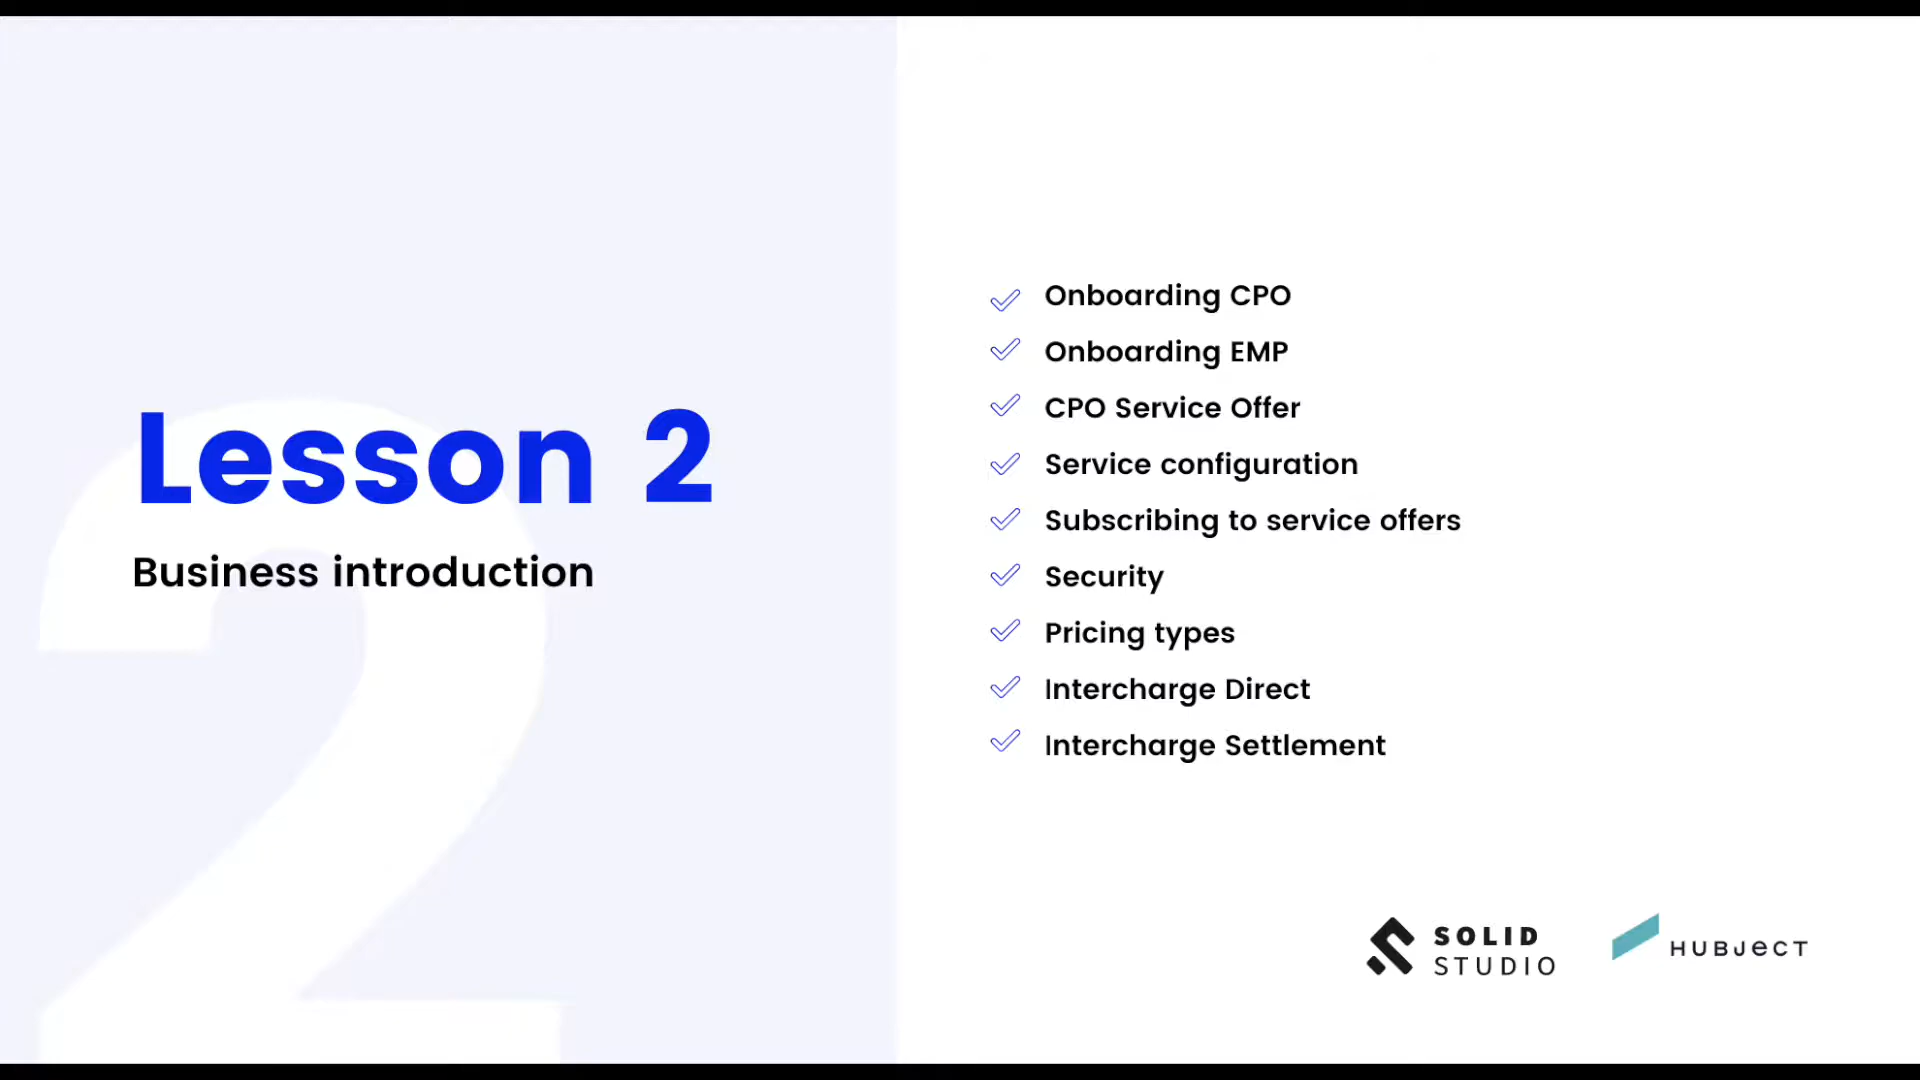 Lesson 2
Business introduction
Onboarding CPO
Onboarding EMP
CPO Service Offer
Service configuration
Subscribing to service offers
Security
Pricing types
Intercharge Direct
Intercharge Settlement
SOLID
STUDIO
HUBJECT
2